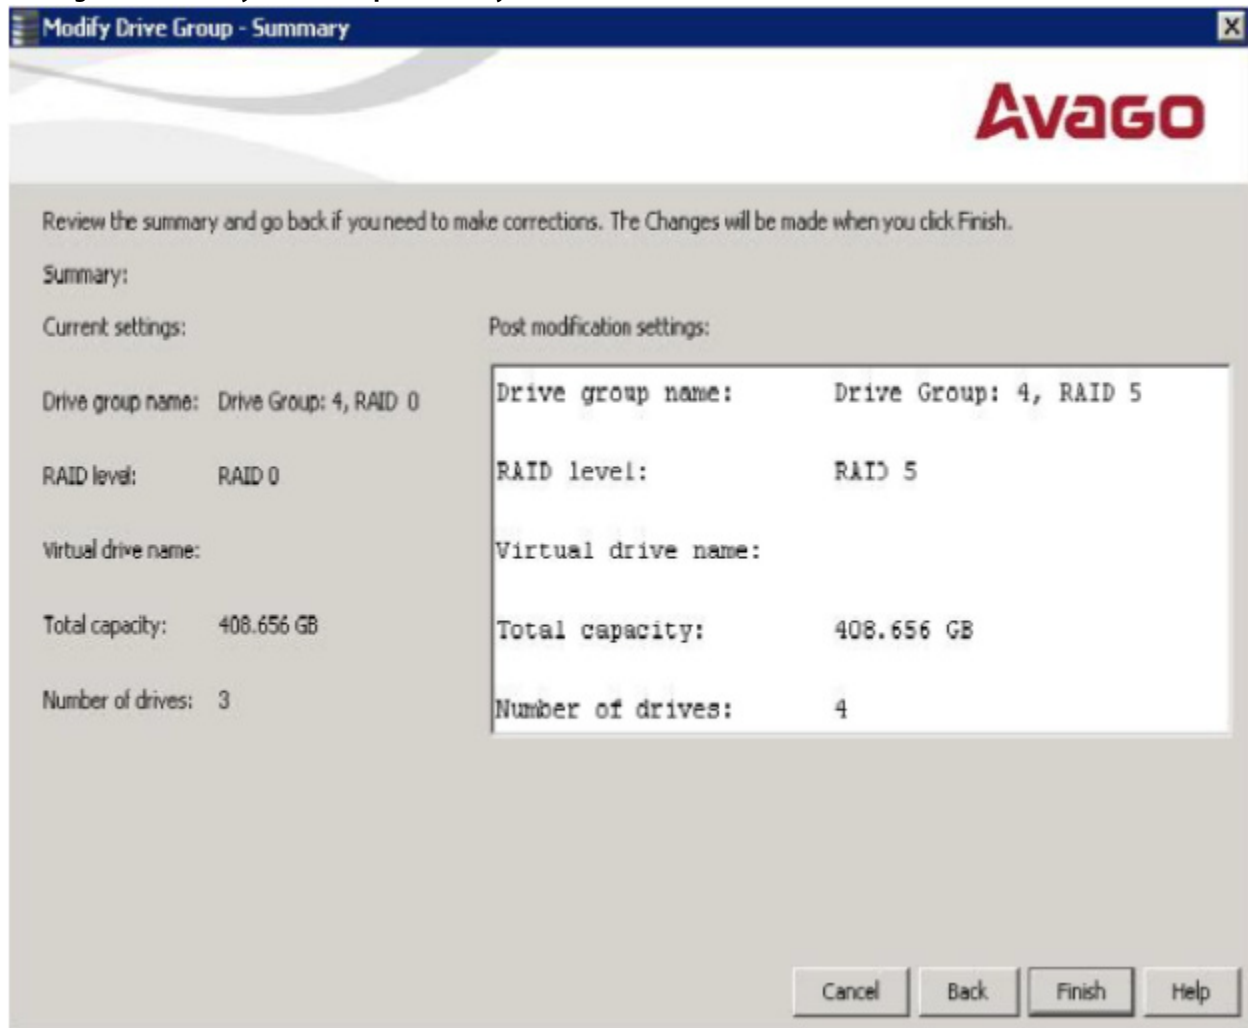 Modify Drive Group - Summary
Avago
Review the summary and go back if you need to make corrections. The Changes will be made when you click Finish.
Summary:
Current settings:
Post modification settings:
Drive group name: Drive Group: 4, RAID 0
RAID level: RAID 0
Virtual drive name:
Total capacity: 408.656 GB
Number of drives: 3
Drive group name: Drive Group: 4, RAID 5
RAID level: RAID 5
Virtual drive name:
Total capacity: 408.656 GB
Number of drives: 4
Cancel
Back
Finish
Help